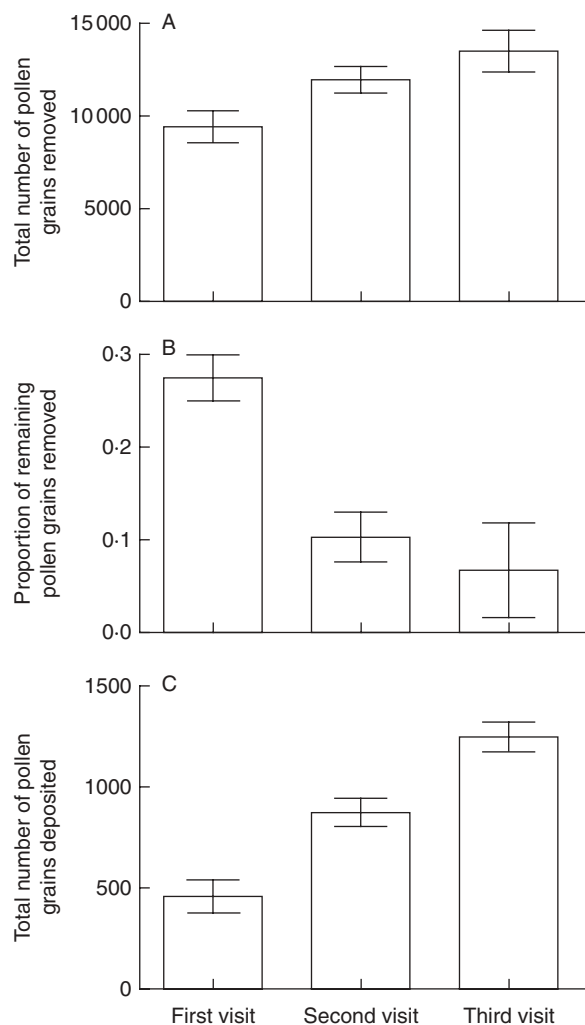 A
Total number of pollen
grains removed
15 000
10 000
5000
0
B
Proportion of remaining
pollen grains removed
0·3
0·2
0·1
0·0
C
Total number of pollen
grains deposited
1500
1000
500
0
First visit Second visit Third visit